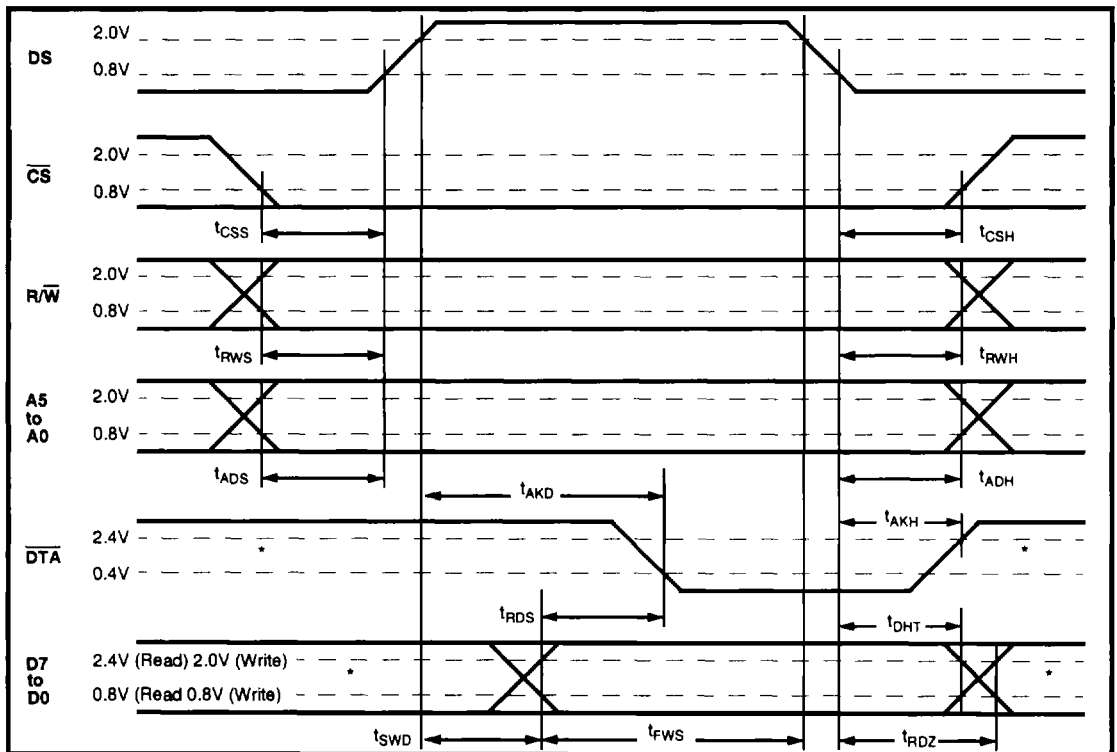 2.0V
DS
0.8V
2.0V
CS
0.8V
tCSS
tCSH
2.0V
R/W
0.8V
tRWS
tRWH
A5
2.0V
to
A0
0.8V
tADS
tADH
tAKD
tAKH
2.4V
DTA
*
*
0.4V
tRDS
tDHT
D7
2.4V (Read) 2.0V (Write)
to
*
*
D0
0.8V (Read 0.8V (Write)
tSWD
tFWS
tRDZ